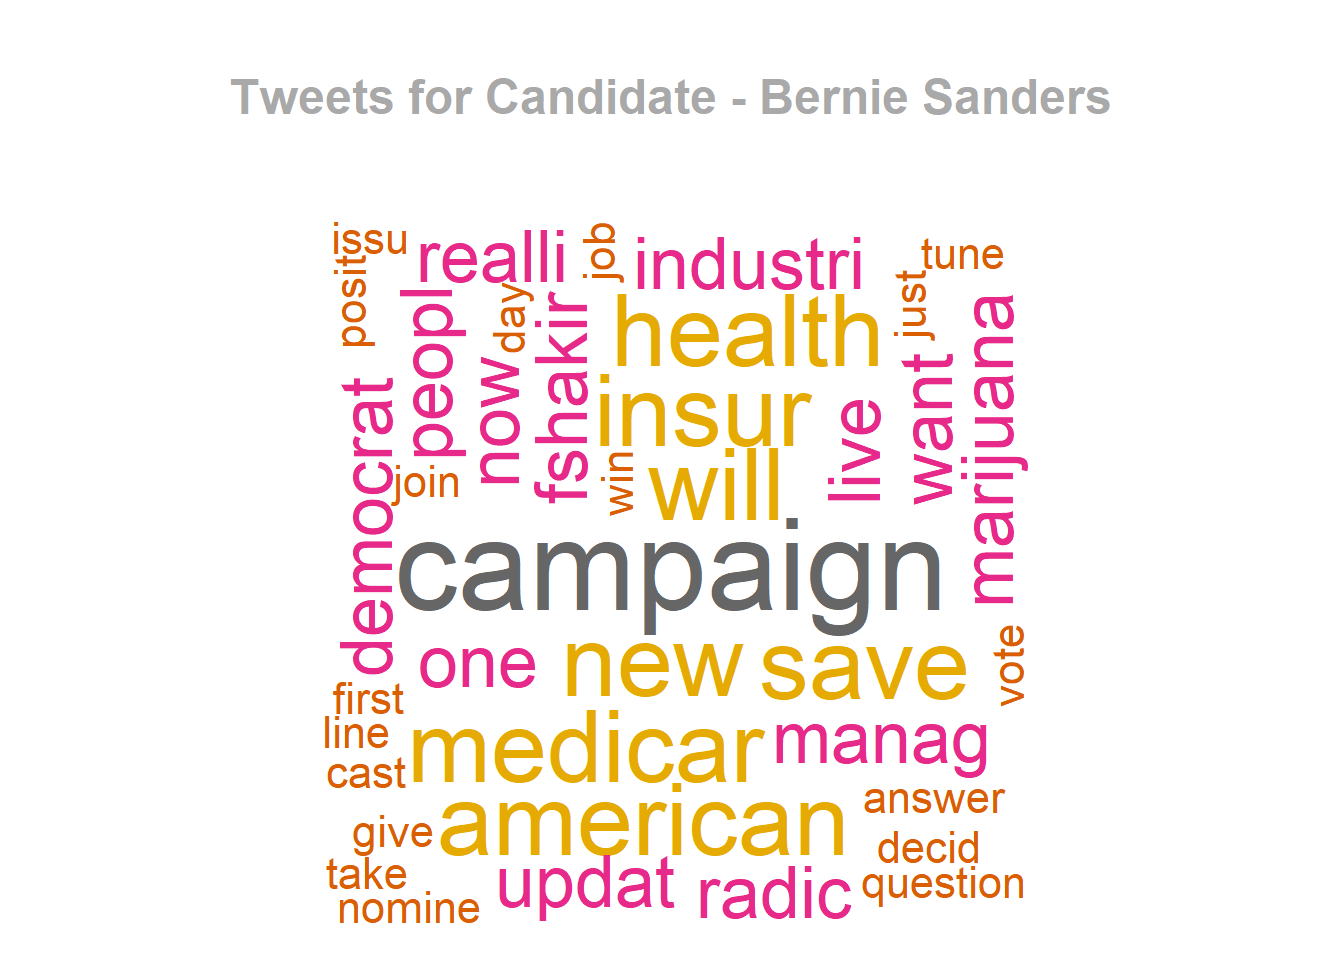 Tweets for Candidate - Bernie Sanders
issu
realli
job
industri
tune
posit
peopl
day
now
fshakir
health
just
insur
live
want
marijuana
democrat
join
win
will
campaign
one
new
save
vote
first
line
medicar
manag
cast
american
answer
give
decid
take
updat
radic
question
nomine